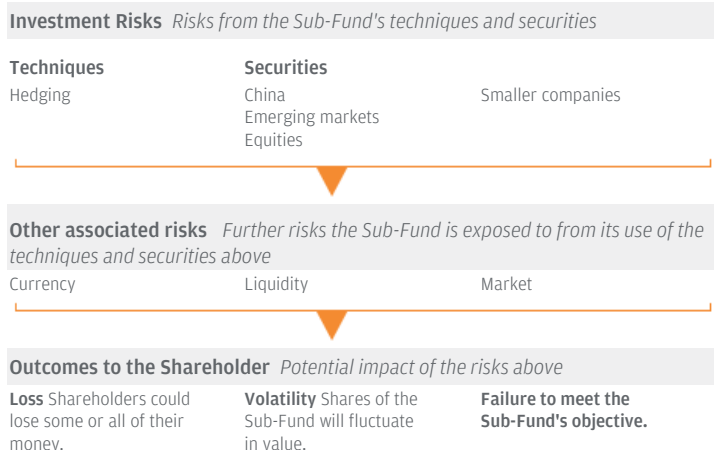 Investment Risks Risks from the Sub-Fund's techniques and securities
Techniques Securities
Hedging China Smaller companies
Emerging markets
Equities
Other associated risks Further risks the Sub-Fund is exposed to from its use of the
techniques and securities above
Currency Liquidity Market
Outcomes to the Shareholder Potential impact of the risks above
Loss Shareholders could
lose some or all of their
money.
Volatility Shares of the
Sub-Fund will fluctuate
in value.
Failure to meet the
Sub-Fund's objective.